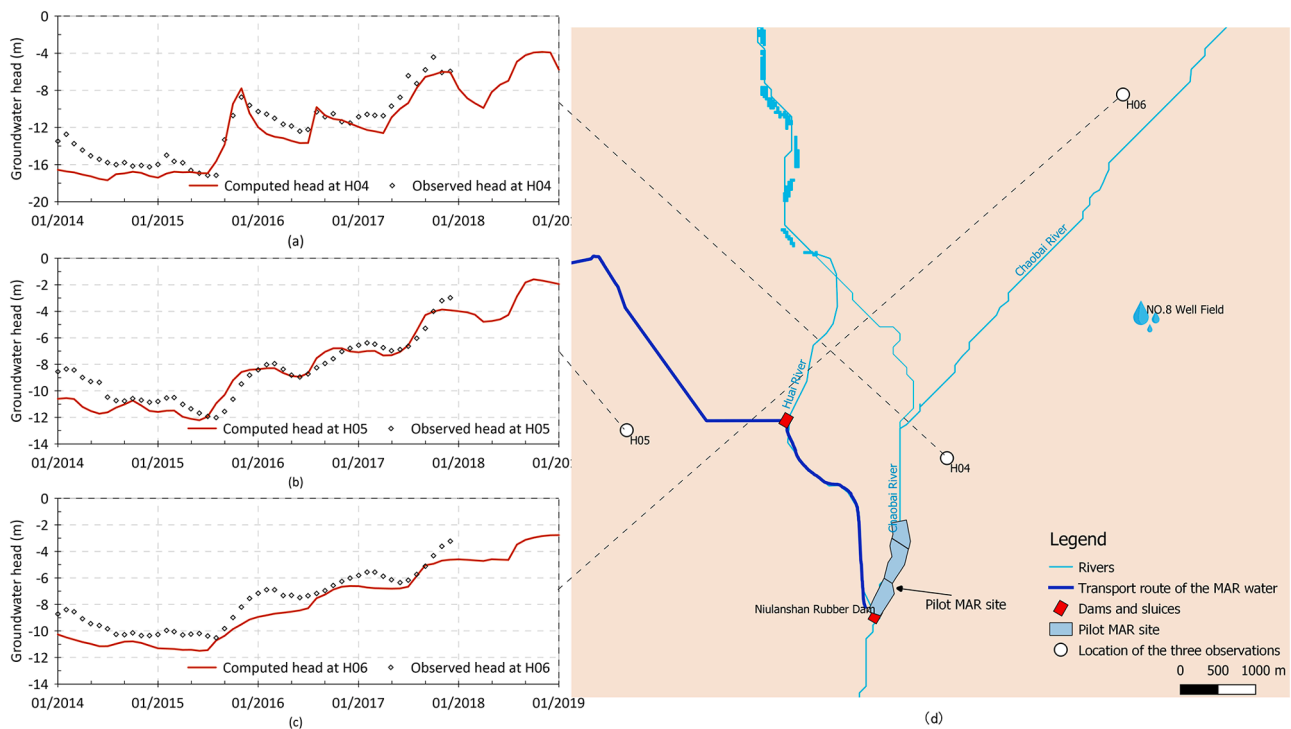 0
-4
-8
-12
-16
-20
Groundwater head (m)
Computed head at H04
Observed head at H04
01/2014
01/2015
01/2016
01/2017
01/2018
01/201
(a)
0
-2
-4
-6
-8
-10
-12
-14
Groundwater head (m)
Computed head at H05
Observed head at H05
01/2014
01/2015
01/2016
01/2017
01/2018
01/201
(b)
0
-2
-4
-6
-8
-10
-12
-14
Groundwater head (m)
Computed head at H06
Observed head at H06
01/2014
01/2015
01/2016
01/2017
01/2018
01/2019
(c)
H06
Chaobai River
NO.8 Well Field
Huai River
H05
H04
Chaobai River
Pilot MAR site
Niulanshan Rubber Dam
Legend
Rivers
Transport route of the MAR water
Dams and sluices
Pilot MAR site
Location of the three observations
0 500 1000 m
(d)